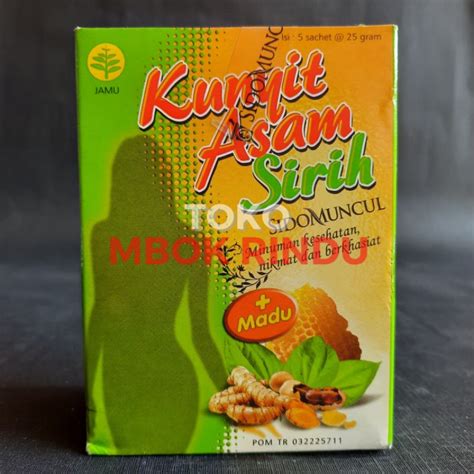 Isi : 5 sachet @ 25 gram
JAMU
Kunyit
Asam
Sirih
SIDOMUNCUL
TOKO
MBOK RINDU
Minuman kesehatan,
nikmat dan berkhasiat
+
Madu
POM TR 032225711